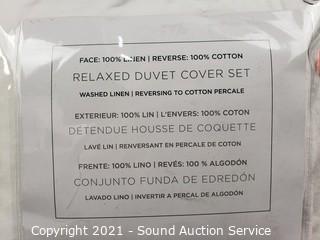 FACE: 100% LINEN | REVERSE: 100% COTTON
RELAXED DUVET COVER SET
WASHED LINEN | REVERSING TO COTTON PERCALE
EXTERIEUR: 100% LIN | L'ENVERS: 100% COTON
DÉTENDUE HOUSSE DE COQUETTE
LAVÉ LIN | RENVERSANT EN PERCALE DE COTON
FRENTE: 100% LINO | REVÉS: 100 % ALGODÓN
CONJUNTO FUNDA DE EDREDÓN
LAVADO LINO | INVERTIR A PERCAL DE ALGODÓN
Copyright 2021 - Sound Auction Service